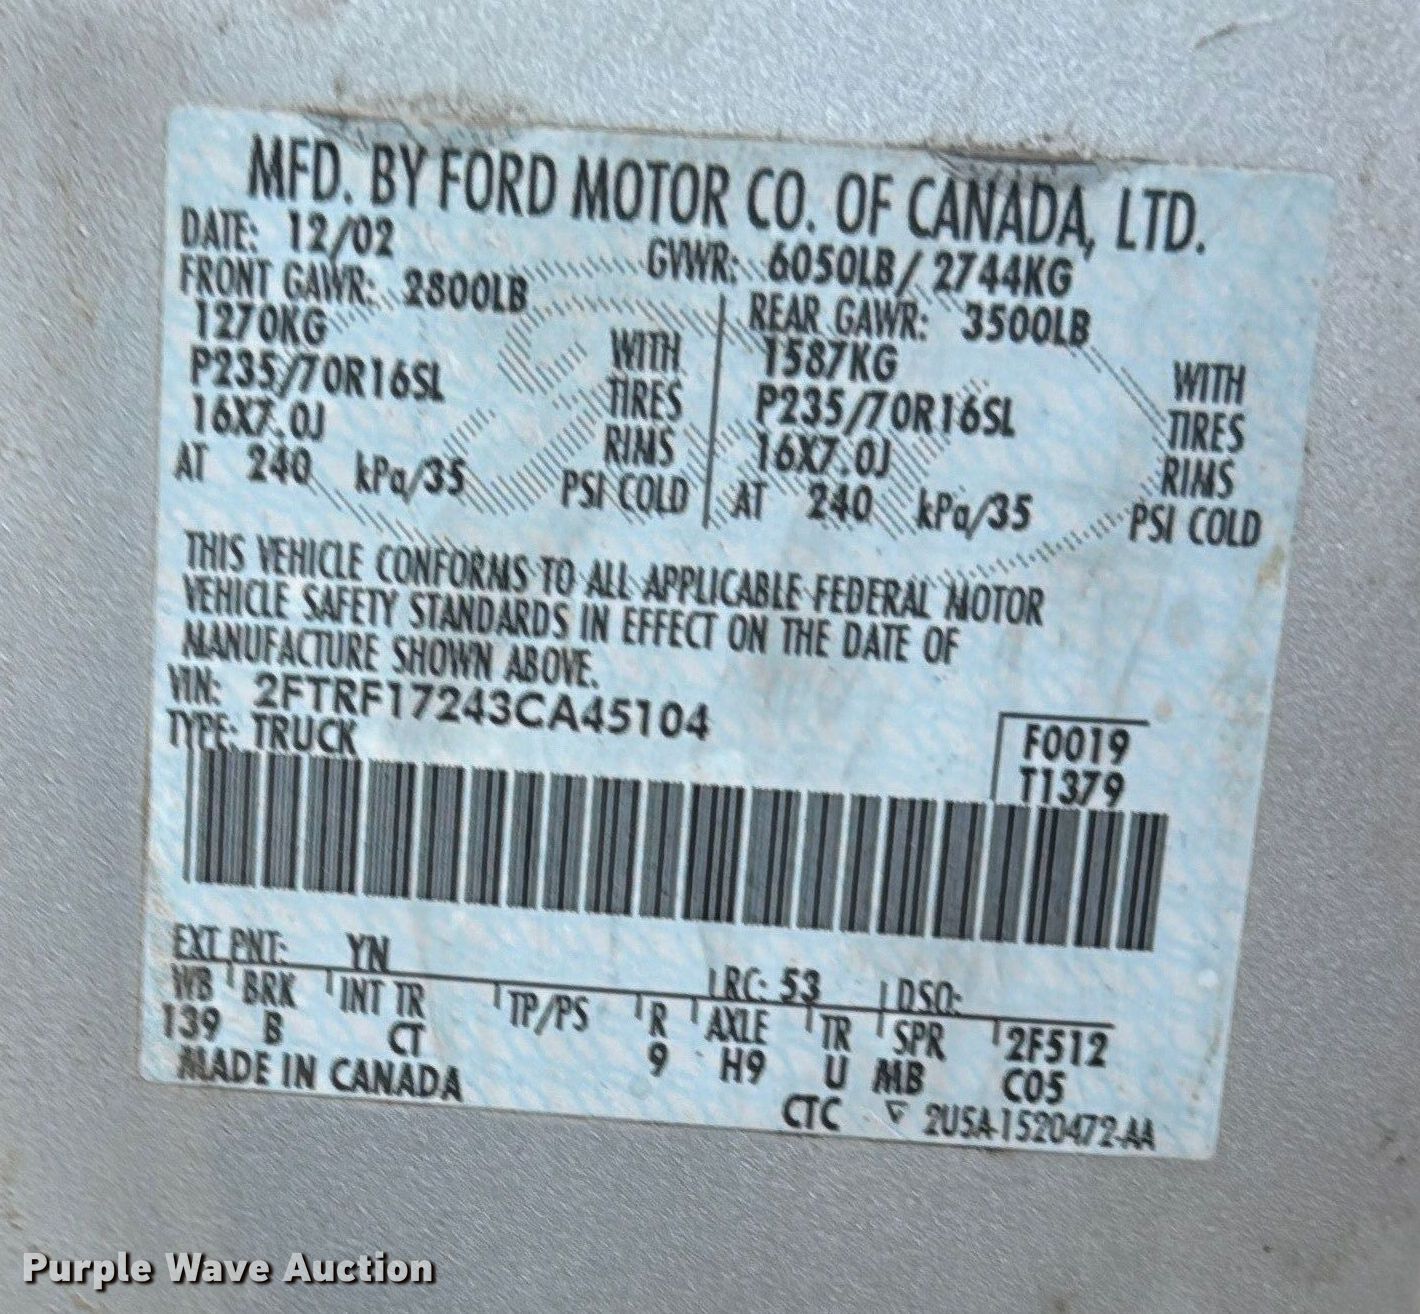 MFD. BY FORD MOTOR CO. OF CANADA, LTD.
DATE: 12/02 GVWR: 6050LB/2744KG
FRONT GAWR: 2800LB REAR GAWR: 3500LB
1270KG WITH 1587KG WITH
P235/70R16SL TIRES P235/70R16SL TIRES
16X7.0J RIMS 16X7.0J RIMS
AT 240 kPa/35 PSI COLD AT 240 kPa/35 PSI COLD
THIS VEHICLE CONFORMS TO ALL APPLICABLE FEDERAL MOTOR
VEHICLE SAFETY STANDARDS IN EFFECT ON THE DATE OF
MANUFACTURE SHOWN ABOVE.
VIN: 2FTRF17243CA45104
TYPE: TRUCK
F0019
T1379
EXT PNT: YN RC: 53 DSO:
WB BRK INT TR TP/PS R AXLE TR SPR 2F512
139 B CT 9 H9 U MB C05
MADE IN CANADA
CTC 2U5A-1520472-AA
Purple Wave Auction